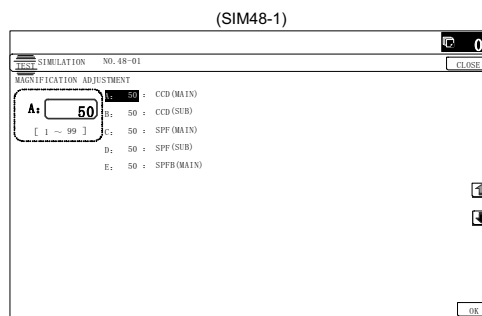 (SIM48-1)
0
TEST SIMULATION NO. 48-01
CLOSE
MAGNIFICATION ADJUSTMENT
A: 50
[ 1 ～ 99 ]
A: 50 : CCD(MAIN)
B: 50 : CCD(SUB)
C: 50 : SPF(MAIN)
D: 50 : SPF(SUB)
E: 50 : SPFB(MAIN)
OK